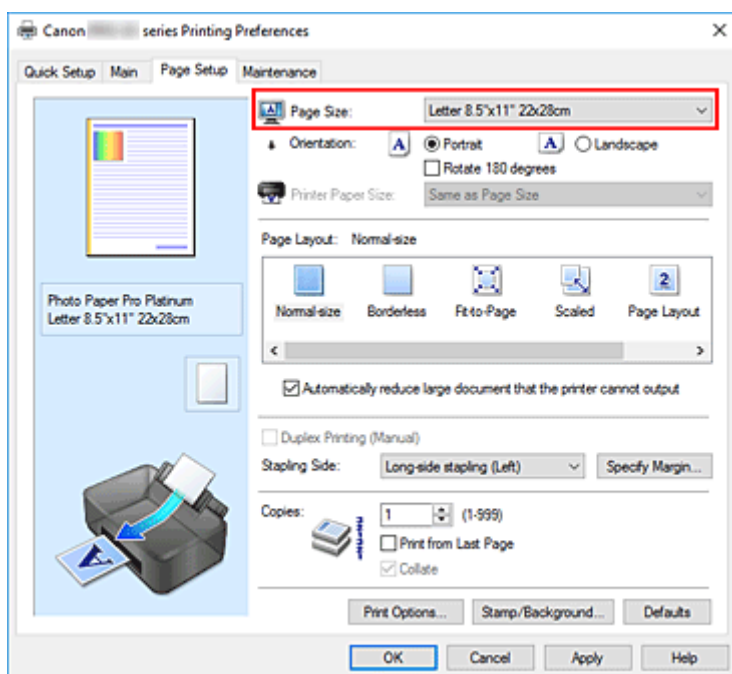 Canon series Printing Preferences
Quick Setup Main Page Setup Maintenance
Page Size: Letter 8.5"x11" 22x28cm
Orientation: A Portrait A Landscape
Rotate 180 degrees
Printer Paper Size: Same as Page Size
Page Layout: Normal-size
Normal-size Borderless Fit-to-Page Scaled Page Layout
Photo Paper Pro Platinum
Letter 8.5"x11" 22x28cm
Automatically reduce large document that the printer cannot output
Duplex Printing (Manual)
Stapling Side: Long-side stapling (Left) Specify Margin...
Copies: 1 (1-999)
Print from Last Page
Collate
Print Options... Stamp/Background... Defaults
OK Cancel Apply Help